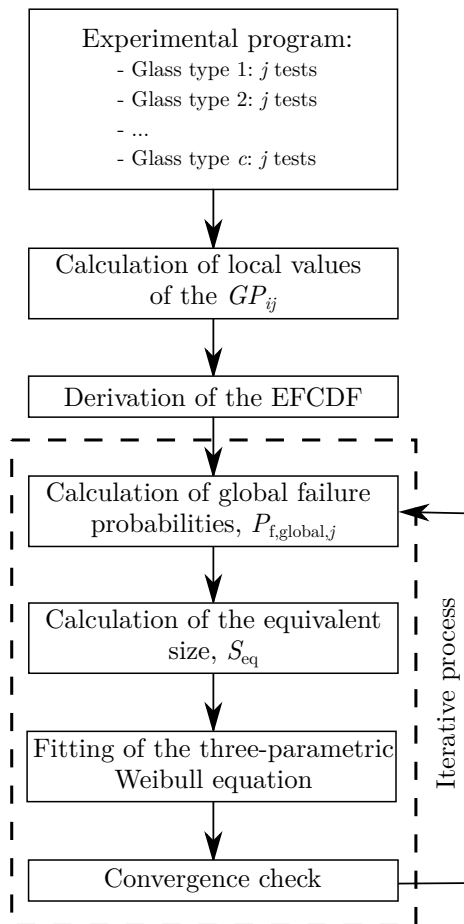 Experimental program:
- Glass type 1: j tests
- Glass type 2: j tests
- ...
- Glass type c: j tests
Calculation of local values
of the GP_ij
Derivation of the EFCDF
Calculation of global failure
probabilities, P_f,global,j
Calculation of the equivalent
size, S_eq
Fitting of the three-parametric
Weibull equation
Convergence check
Iterative process